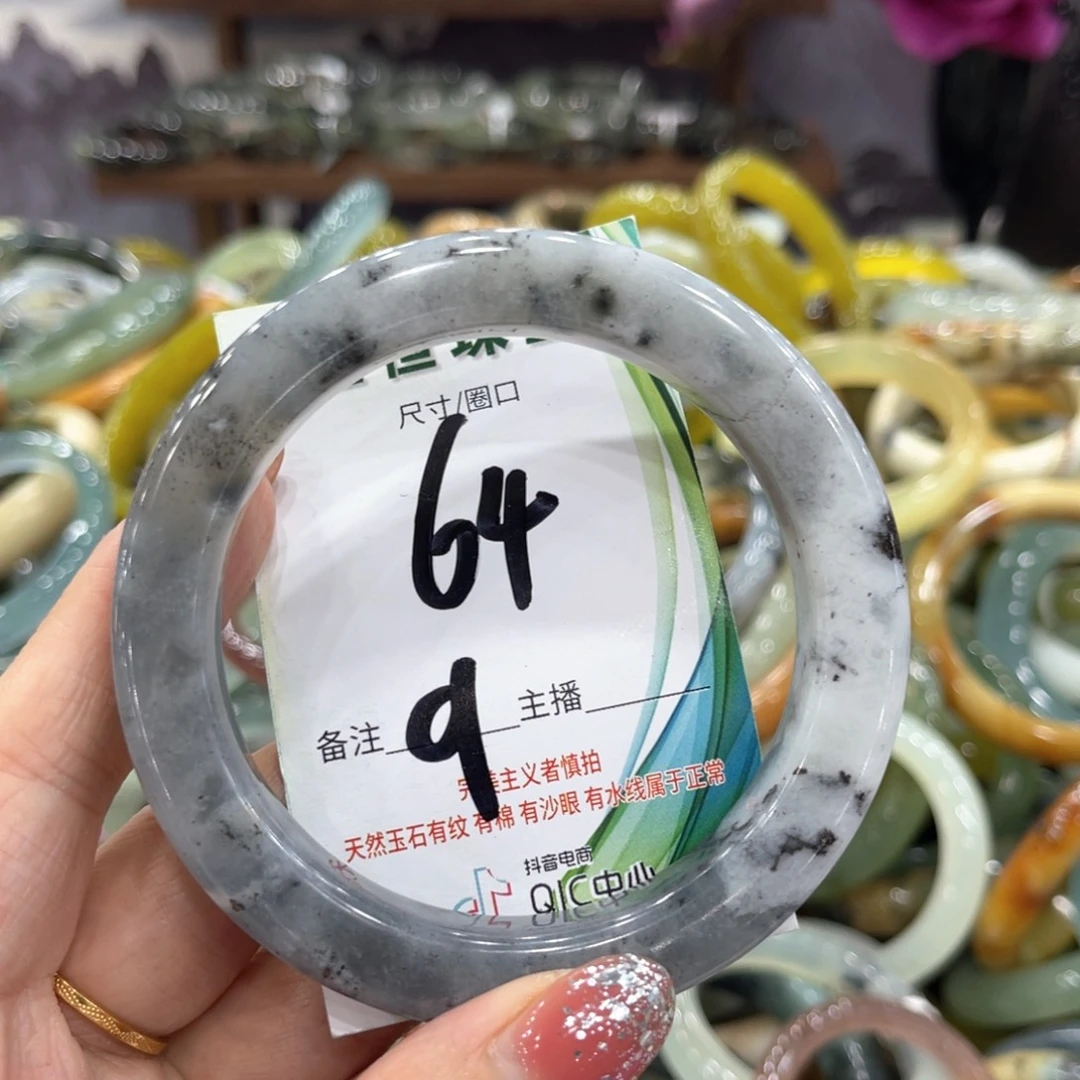 尺寸/圈口
64
备注 9 主播
完美主义者慎拍
天然玉石有纹 有棉 有沙眼 有水线属于正常
抖音电商
QIC中心